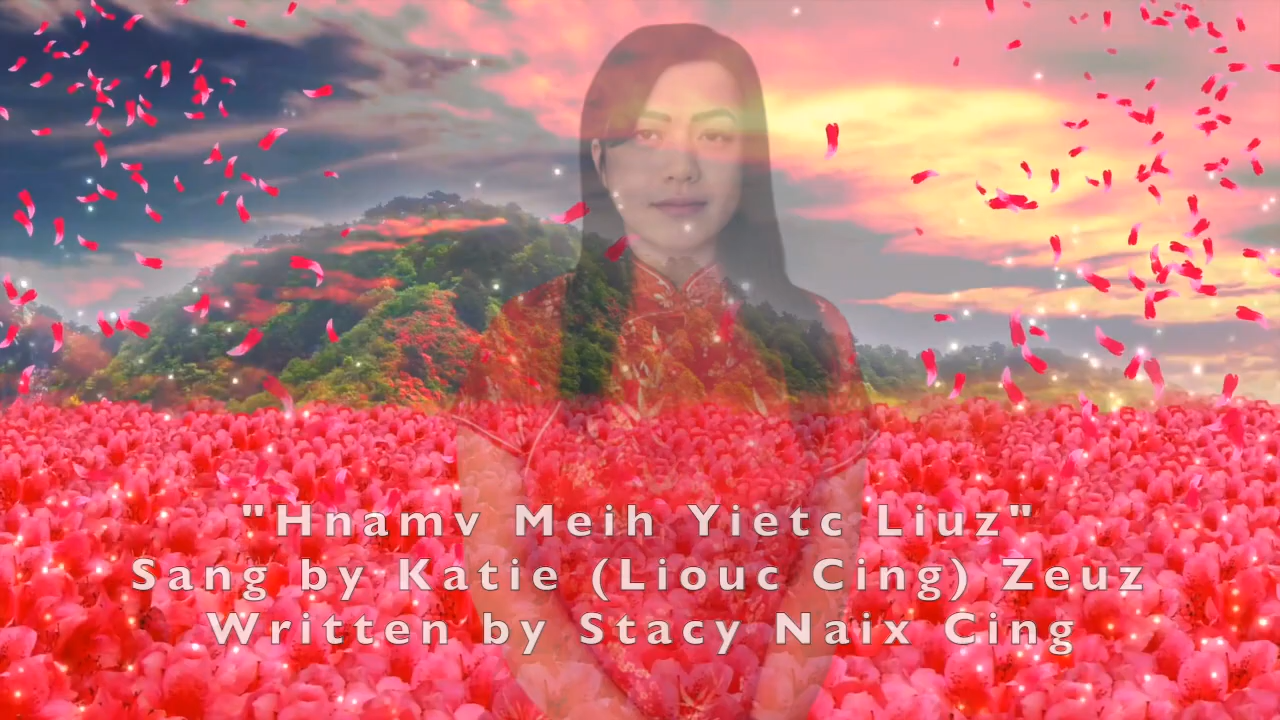 "Hnamv Meih Yietc Liuz"
Sang by Katie (Liouc Cing) Zeuz
Written by Stacy Naix Cing